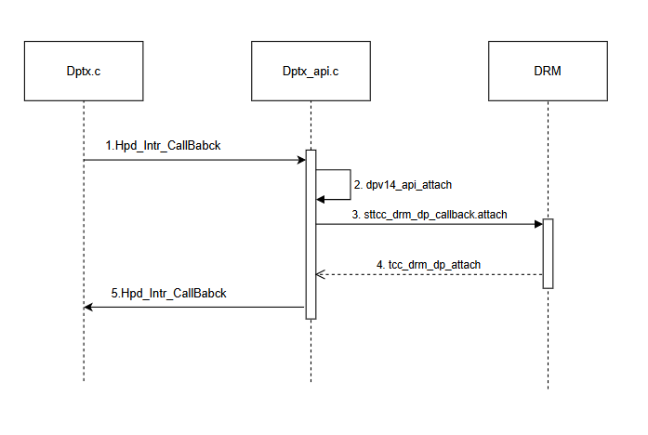 Dptx.c
Dptx_api.c
DRM
1.Hpd_Intr_CallBabck
2. dpv14_api_attach
3. sttcc_drm_dp_callback.attach
4. tcc_drm_dp_attach
5.Hpd_Intr_CallBabck